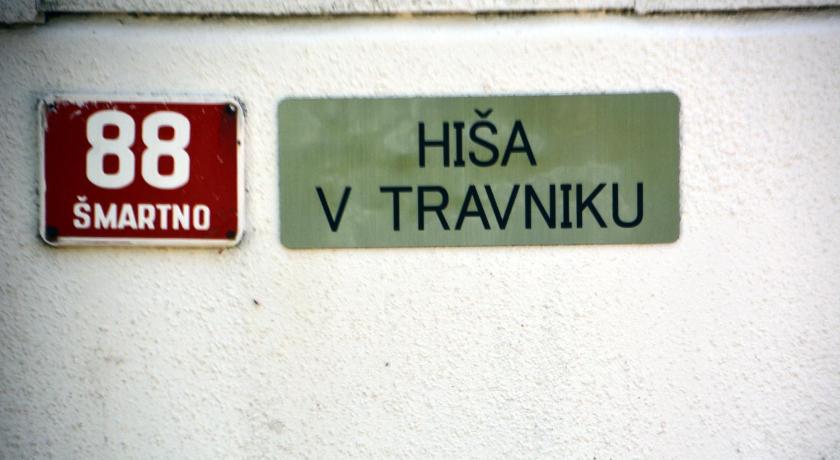 88
ŠMARTNO
HIŠA
V TRAVNIKU